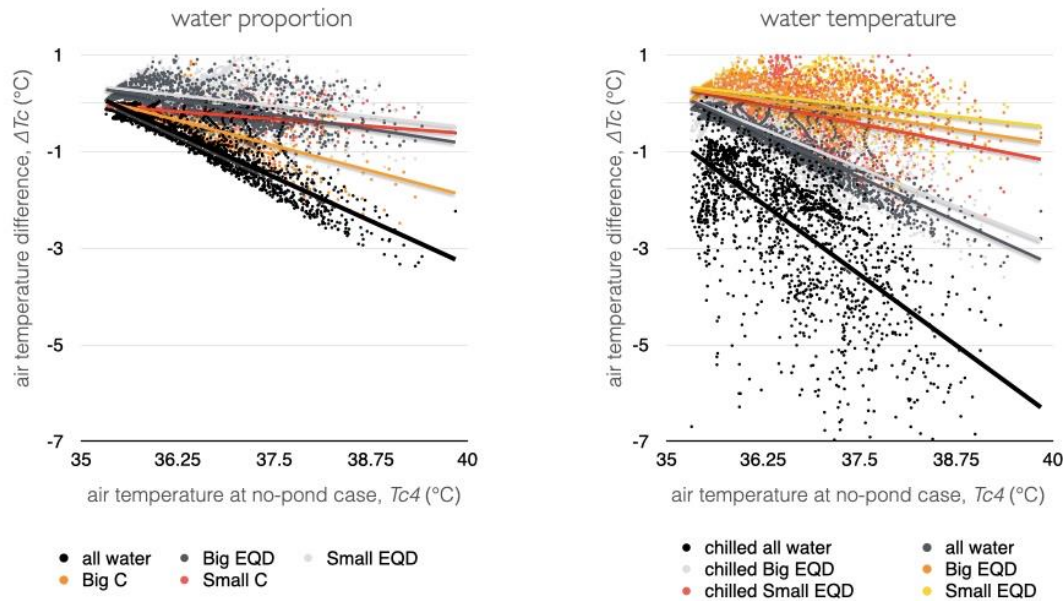 water proportion
water temperature
air temperature difference, ΔTc (°C)
1
-1
-3
-5
-7
35
36.25
37.5
38.75
40
air temperature at no-pond case, Tc4 (°C)
all water
Big EQD
Small EQD
Big C
Small C
air temperature difference, ΔTc (°C)
1
-1
-3
-5
-7
35
36.25
37.5
38.75
40
air temperature at no-pond case, Tc4 (°C)
chilled all water
all water
chilled Big EQD
Big EQD
chilled Small EQD
Small EQD